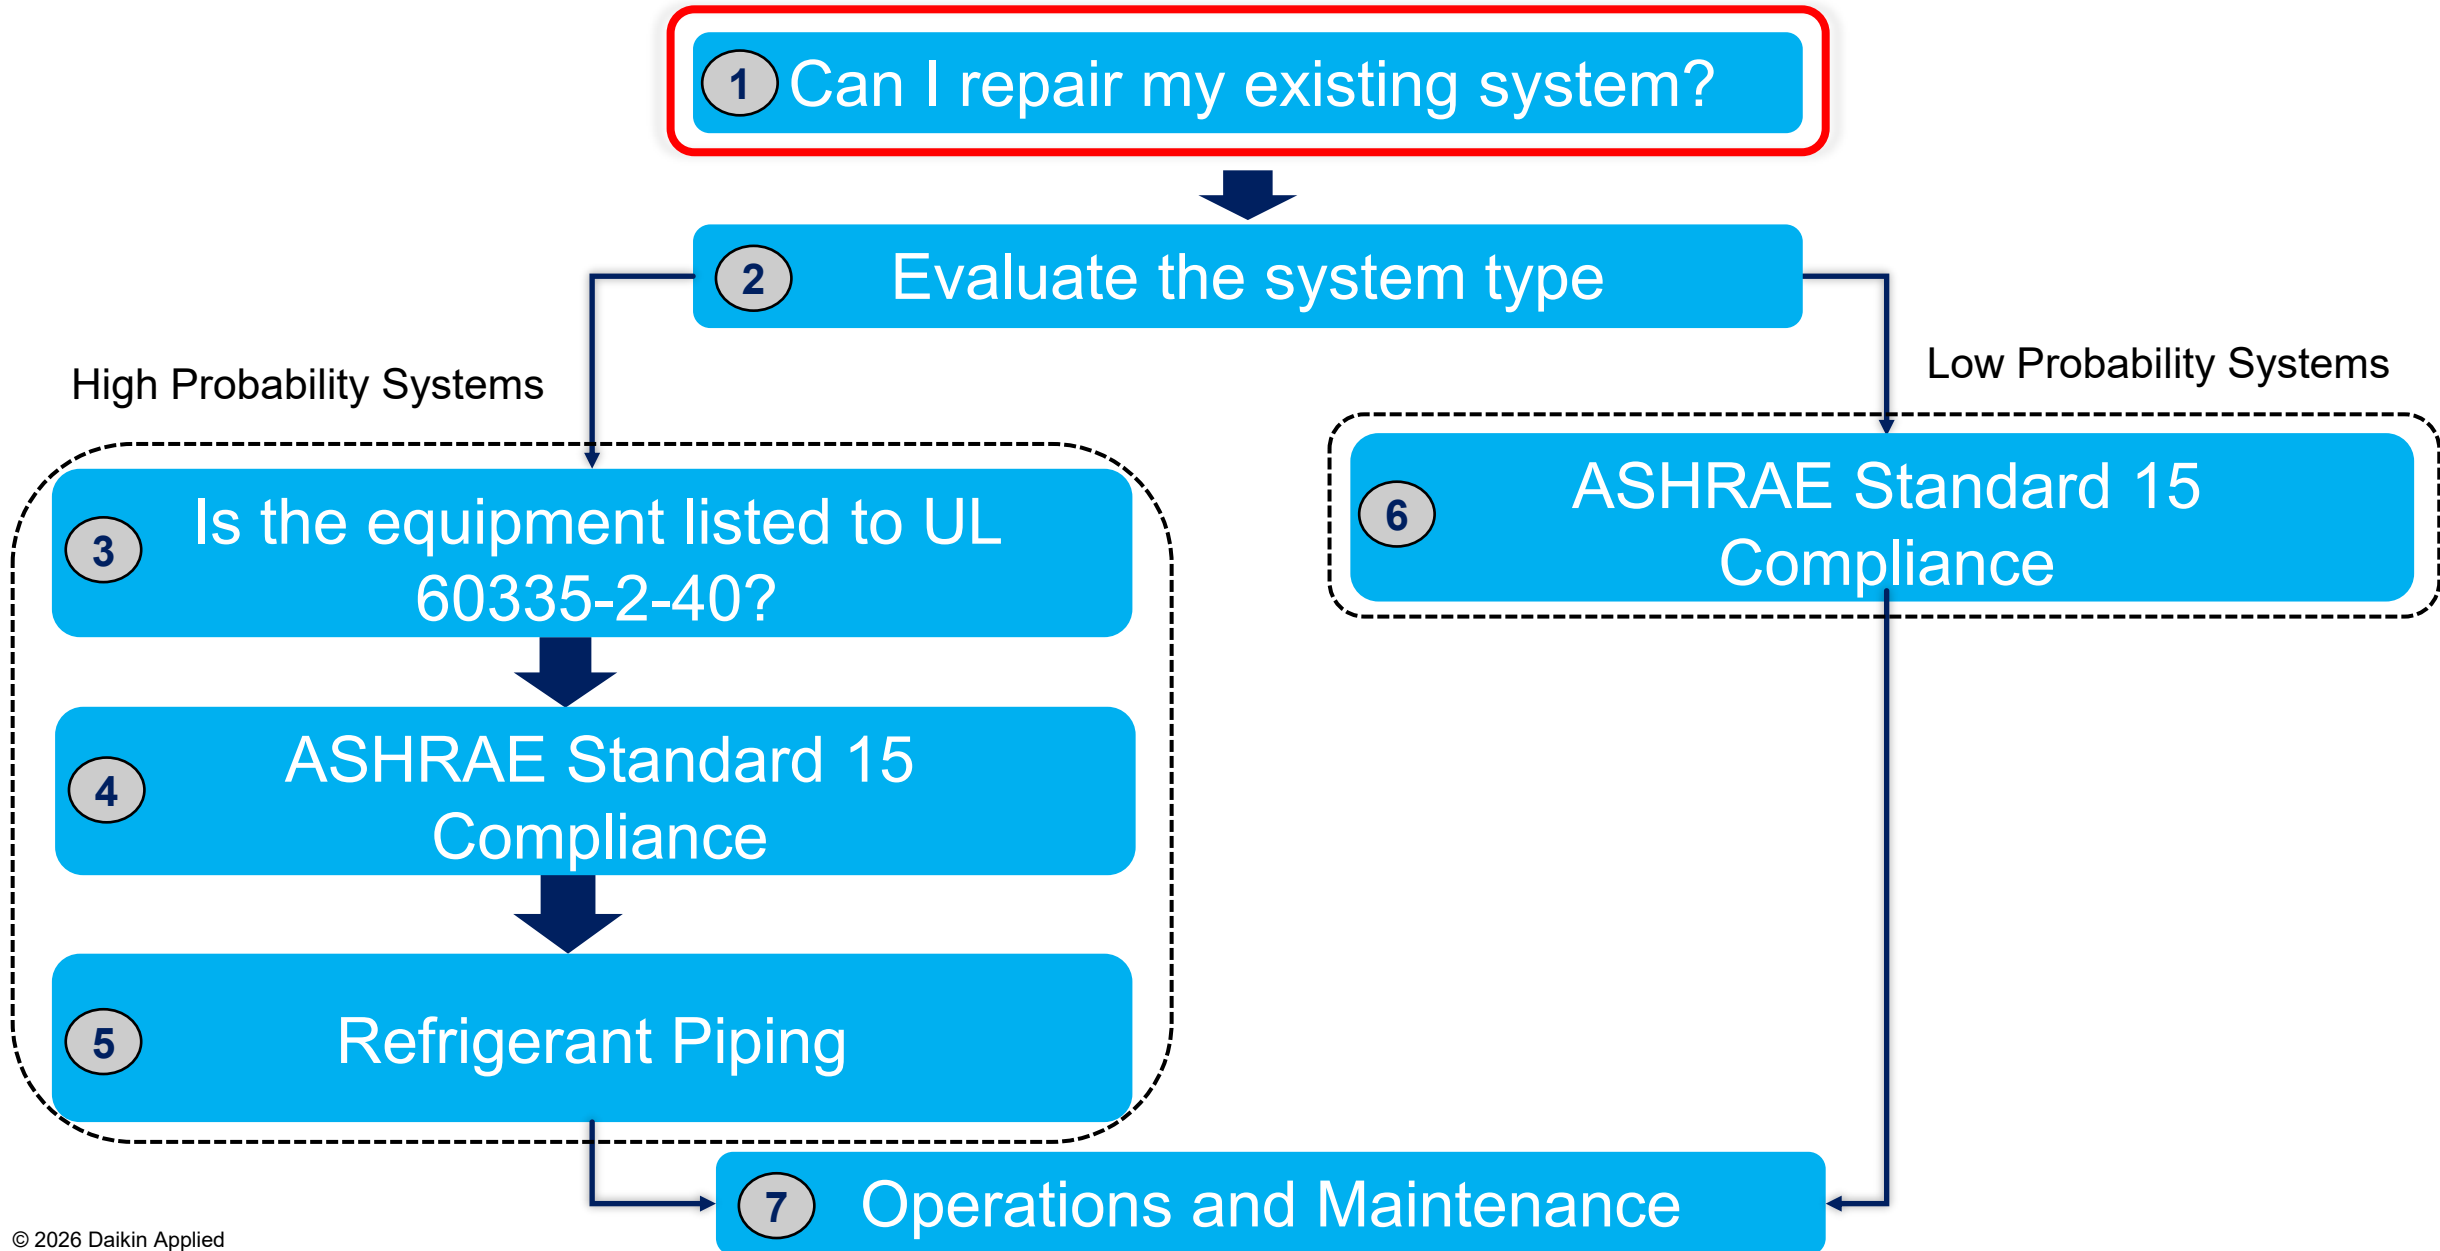 1 Can I repair my existing system?
2 Evaluate the system type
High Probability Systems
Low Probability Systems
3 Is the equipment listed to UL
60335-2-40?
4 ASHRAE Standard 15
Compliance
5 Refrigerant Piping
6 ASHRAE Standard 15
Compliance
7 Operations and Maintenance
© 2026 Daikin Applied